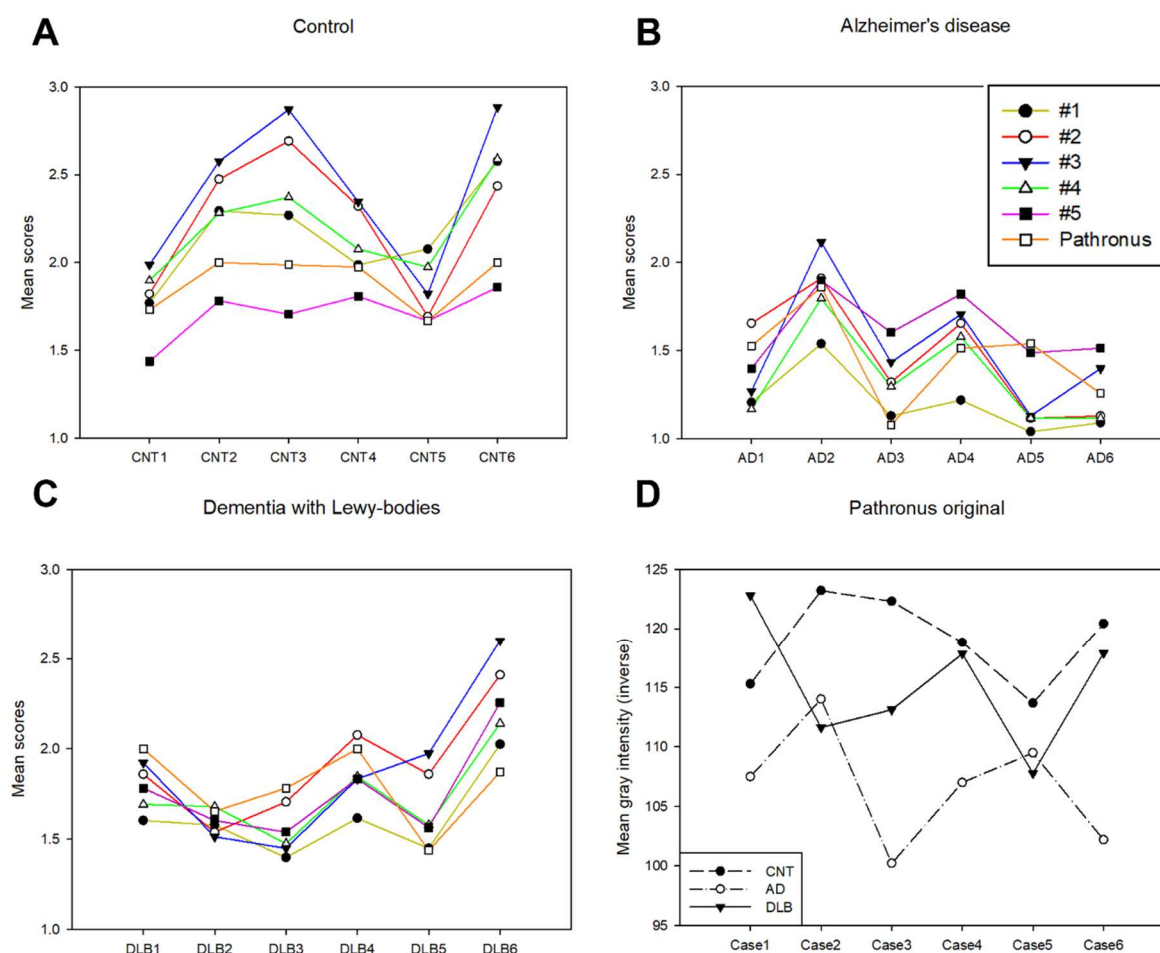 A
Control
Mean scores
3.0
2.5
2.0
1.5
1.0
CNT1 CNT2 CNT3 CNT4 CNT5 CNT6
B
Alzheimer's disease
Mean scores
3.0
2.5
2.0
1.5
1.0
#1
#2
#3
#4
#5
Pathronus
AD1 AD2 AD3 AD4 AD5 AD6
C
Dementia with Lewy-bodies
Mean scores
3.0
2.5
2.0
1.5
1.0
DLB1 DLB2 DLB3 DLB4 DLB5 DLB6
D
Pathronus original
Mean gray intensity (inverse)
125
120
115
110
105
100
95
CNT
AD
DLB
Case1 Case2 Case3 Case4 Case5 Case6